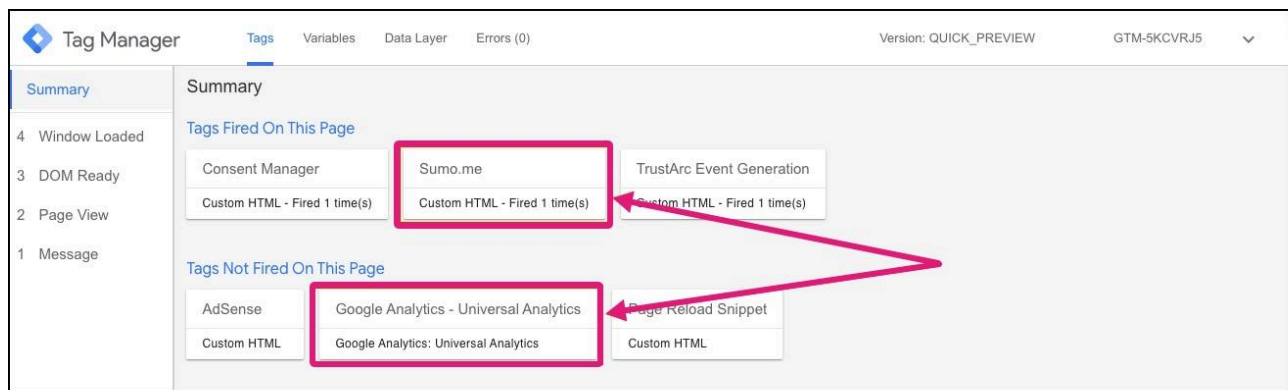 Tag Manager
Tags
Variables
Data Layer
Errors (0)
Version: QUICK_PREVIEW
GTM-5KCVRJ5
Summary
4 Window Loaded
3 DOM Ready
2 Page View
1 Message
Summary
Tags Fired On This Page
Consent Manager
Custom HTML - Fired 1 time(s)
Sumo.me
Custom HTML - Fired 1 time(s)
TrustArc Event Generation
Custom HTML - Fired 1 time(s)
Tags Not Fired On This Page
AdSense
Custom HTML
Google Analytics - Universal Analytics
Google Analytics: Universal Analytics
Page Reload Snippet
Custom HTML